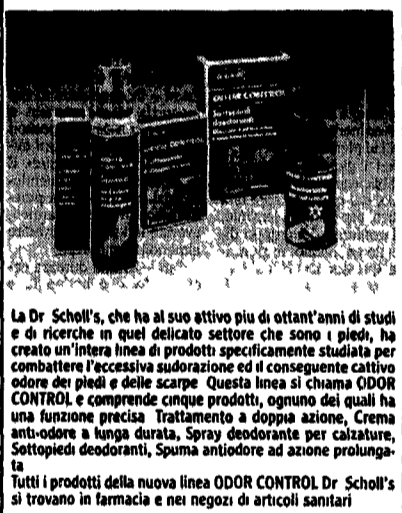 ODOR CONTROL
La Dr Scholl's, che ha al suo attivo piu di ottant'anni di studi
e di ricerche in quel delicato settore che sono i piedi, ha
creato un'intera linea di prodotti specificamente studiata per
combattere l'eccessiva sudorazione ed il conseguente cattivo
odore dei piedi e delle scarpe Questa linea si chiama ODOR
CONTROL e comprende cinque prodotti, ognuno dei quali ha
una funzione precisa Trattamento a doppia azione, Crema
anti-odore a lunga durata, Spray deodorante per calzature,
Sottopiedi deodoranti, Spuma antiodore ad azione prolunga-
ta
Tutti i prodotti della nuova linea ODOR CONTROL Dr Scholl's
si trovano in farmacia e nei negozi di articoli sanitari